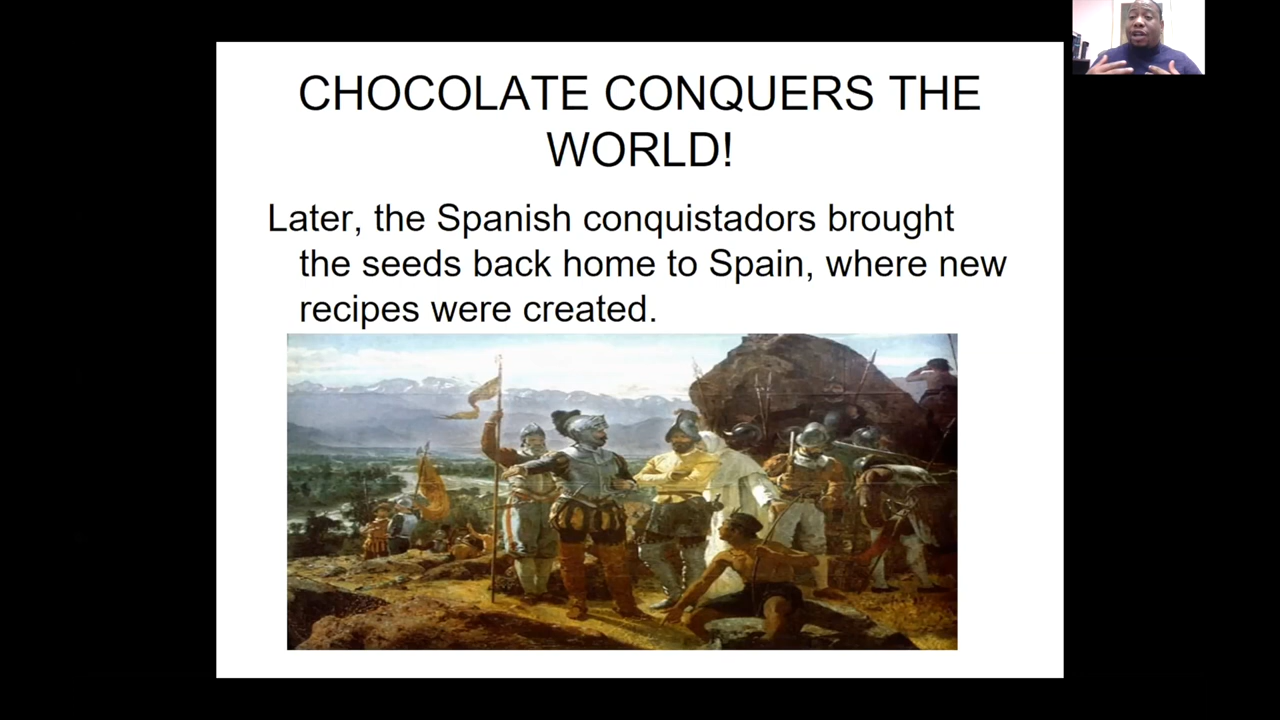 CHOCOLATE CONQUERS THE
WORLD!
Later, the Spanish conquistadors brought
the seeds back home to Spain, where new
recipes were created.